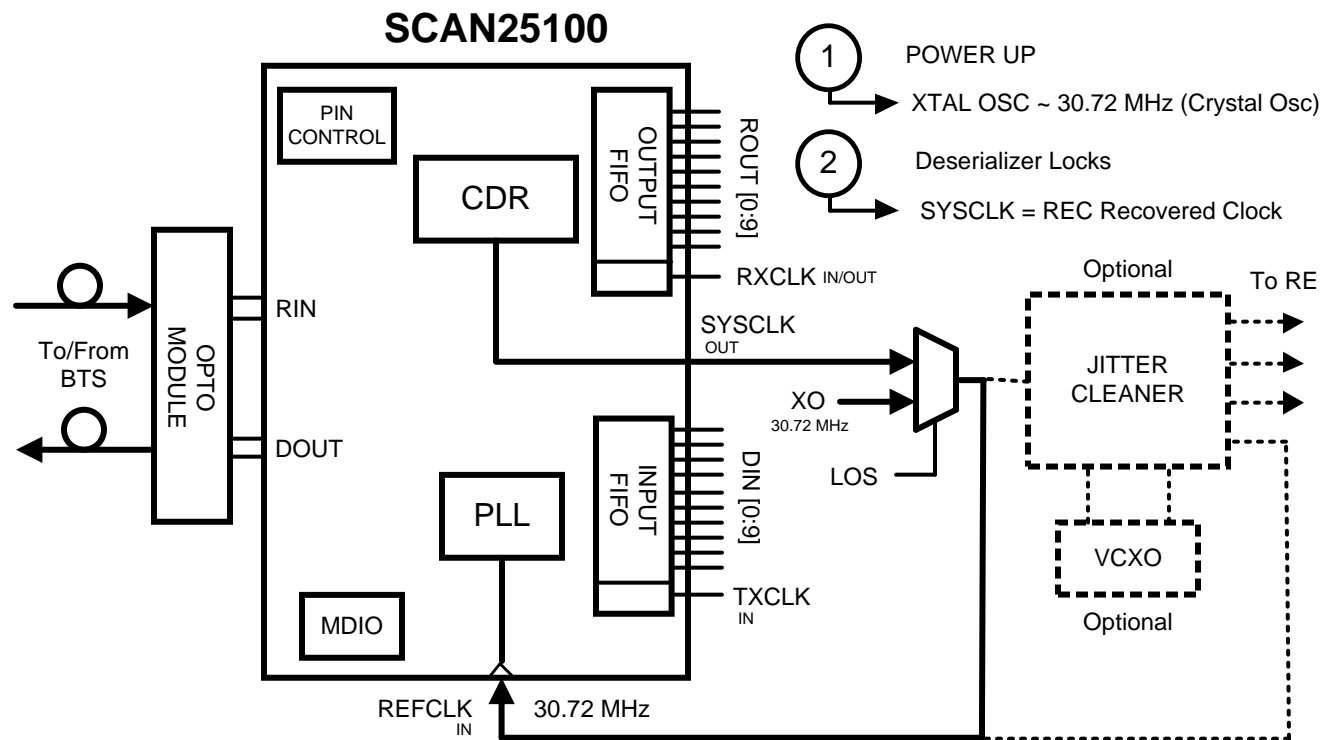 SCAN25100
1
POWER UP
XTAL OSC ~ 30.72 MHz (Crystal Osc)
2
Deserializer Locks
SYSCLK = REC Recovered Clock
PIN
CONTROL
CDR
OUTPUT
FIFO
ROUT [0:9]
RXCLK IN/OUT
To/From
BTS
OPTO
MODULE
RIN
DOUT
SYSCLK
OUT
XO
30.72 MHz
LOS
Optional
JITTER
CLEANER
To RE
VCXO
Optional
PLL
INPUT
FIFO
DIN [0:9]
TXCLK
IN
MDIO
REFCLK
IN
30.72 MHz